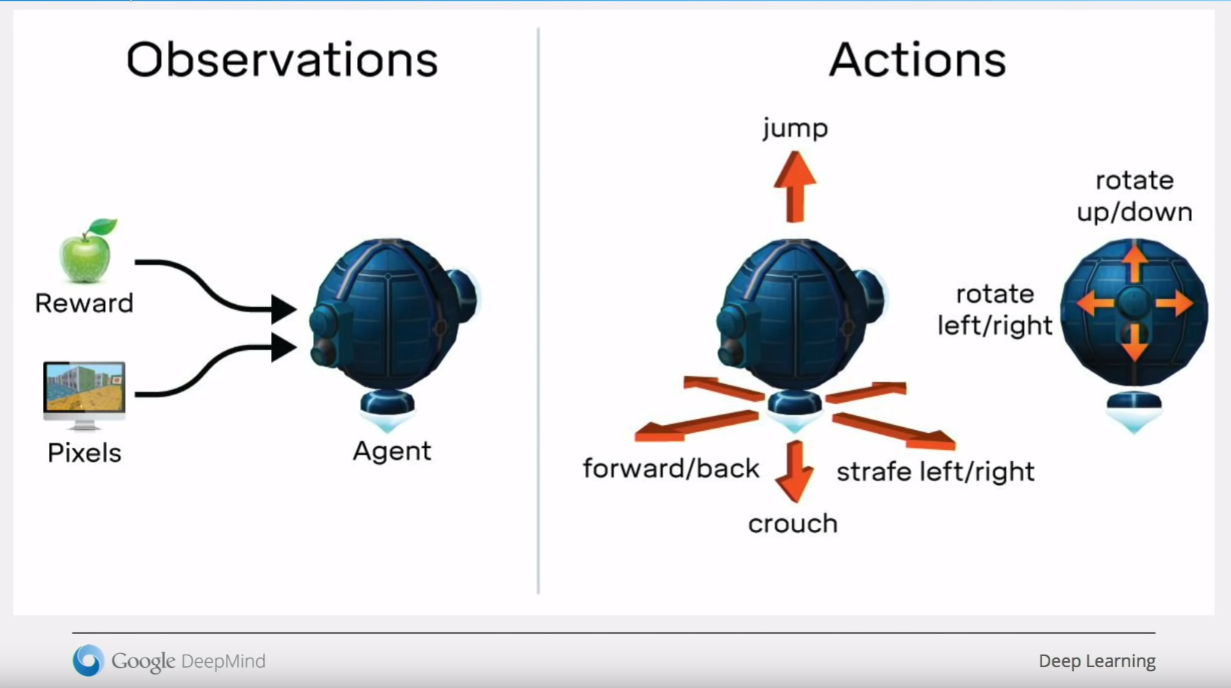 Observations
Reward
Pixels
Agent
Actions
jump
rotate
up/down
rotate
left/right
forward/back
strafe left/right
crouch
Google DeepMind
Deep Learning